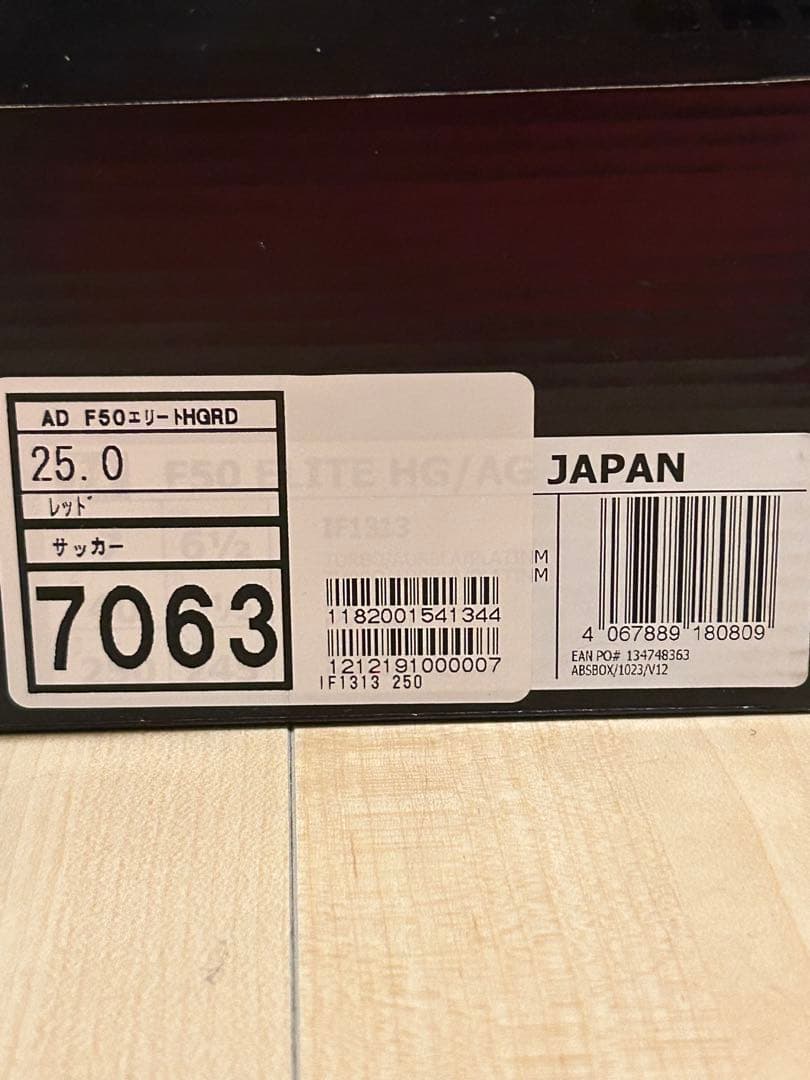 AD F50エリートHGRD
25.0
レッド
サッカー
7063
F50 ELITE HG/AG JAPAN
IF1313
6½
M
M
1182001541344
1212191000007
IF1313 250
4 067889 180809
EAN PO# 134748363
ABSBOX/1023/V12